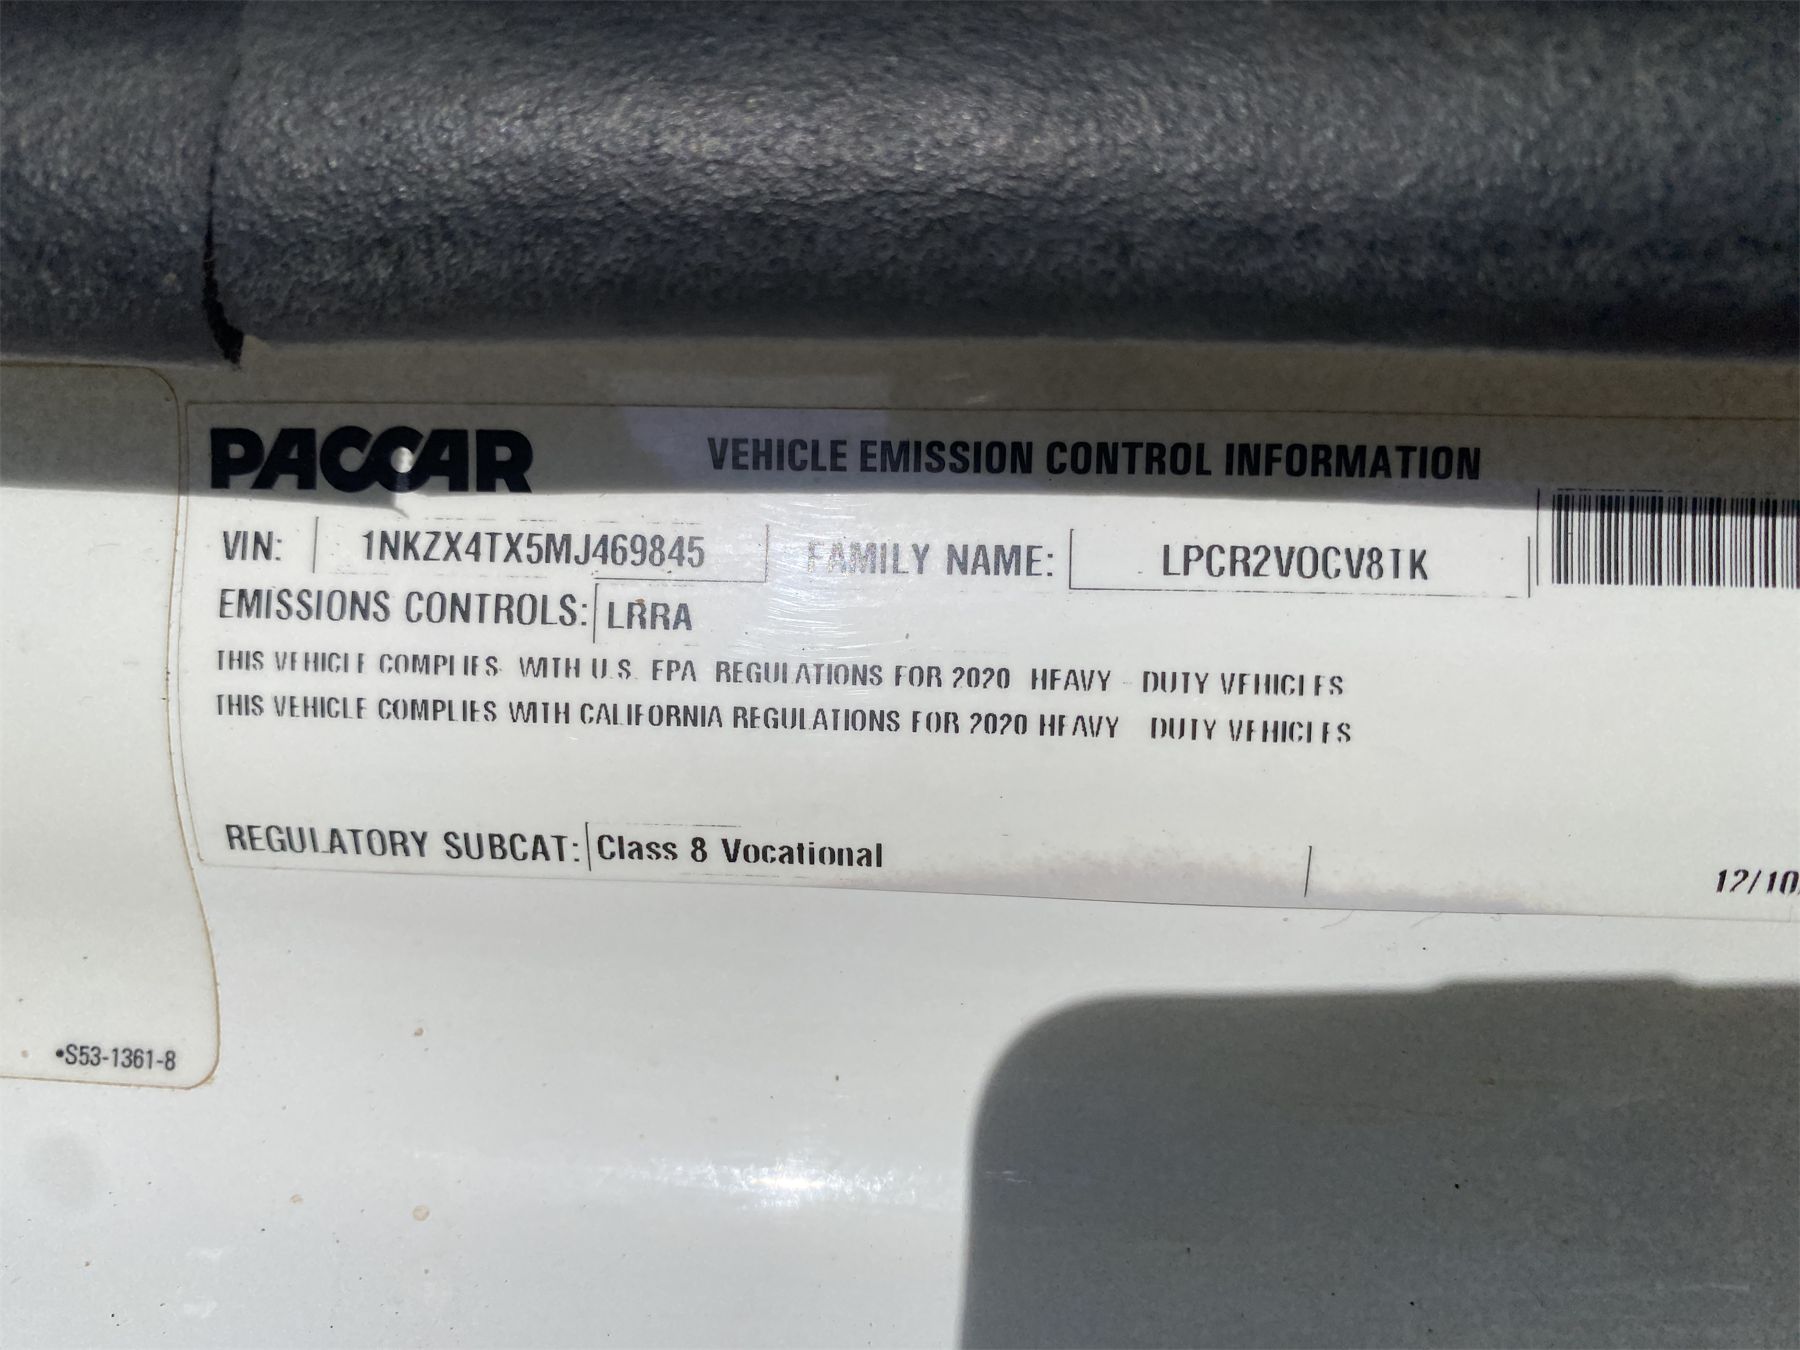 PACCAR VEHICLE EMISSION CONTROL INFORMATION
VIN: 1NKZX4TX5MJ469845 FAMILY NAME: LPCR2VOCV8TK
EMISSIONS CONTROLS: LRRA
THIS VEHICLE COMPLIES WITH U.S. EPA REGULATIONS FOR 2020 HEAVY - DUTY VEHICLES
THIS VEHICLE COMPLIES WITH CALIFORNIA REGULATIONS FOR 2020 HEAVY DUTY VEHICLES
REGULATORY SUBCAT: Class 8 Vocational
12/10
•S53-1361-8